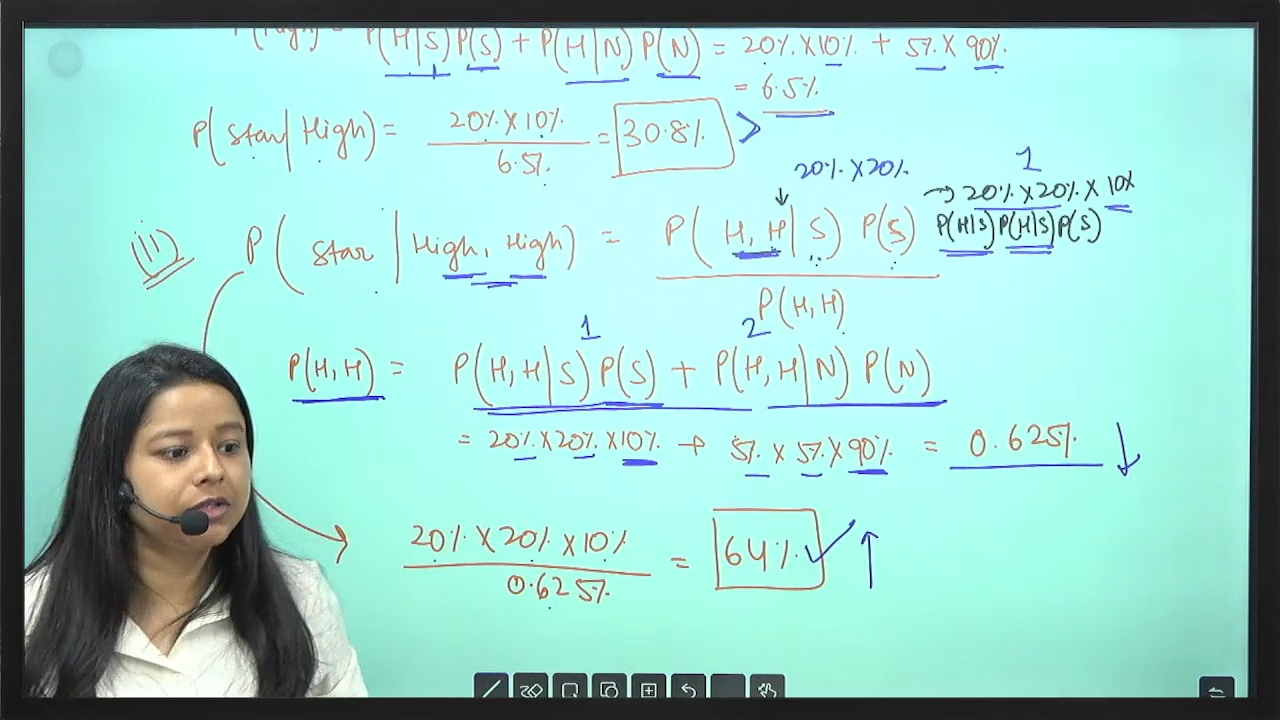 P(High) = P(H|S) P(S) + P(H|N) P(N) = 20% × 10% + 5% × 90%
= 6.5%
P(Star | High) = 20% × 10% / 6.5% = 30.8% >
20% × 20%
1
→ 20% × 20% × 10%
P(H|S) P(H|S) P(S)
(III) P(Star | High, High) = P(H, H | S) P(S) / P(H, H)
1 2
P(H, H) = P(H, H | S) P(S) + P(H, H | N) P(N)
= 20% × 20% × 10% + 5% × 5% × 90% = 0.625% ↓
20% × 20% × 10% / 0.625% = 64% ✓ ↑